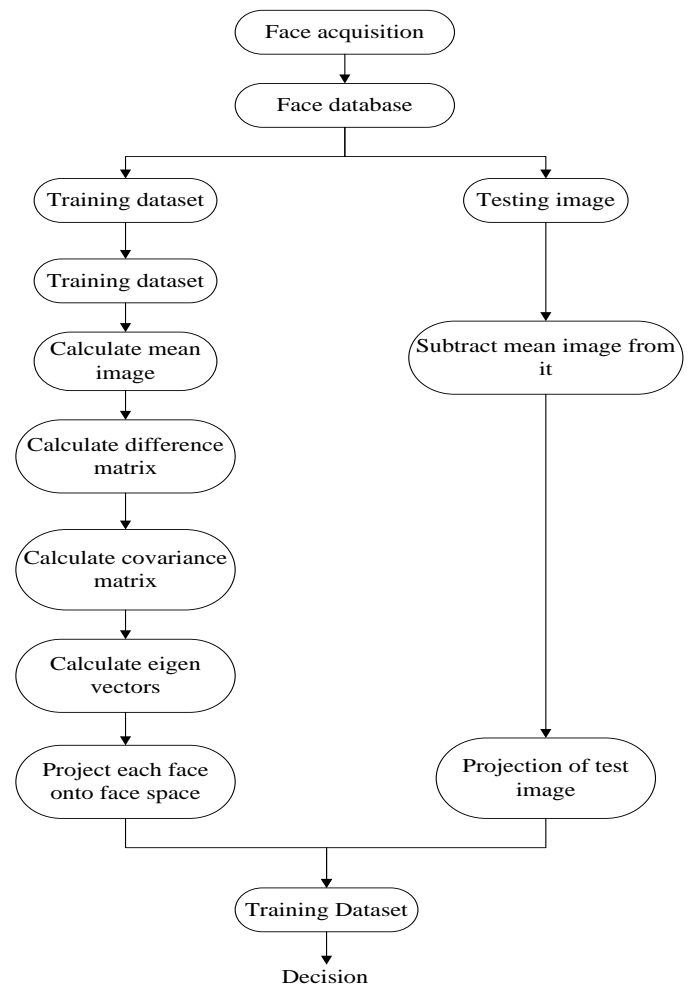 Face acquisition
Face database
Training dataset
Training dataset
Calculate mean
image
Calculate difference
matrix
Calculate covariance
matrix
Calculate eigen
vectors
Project each face
onto face space
Testing image
Subtract mean image from
it
Projection of test
image
Training Dataset
Decision